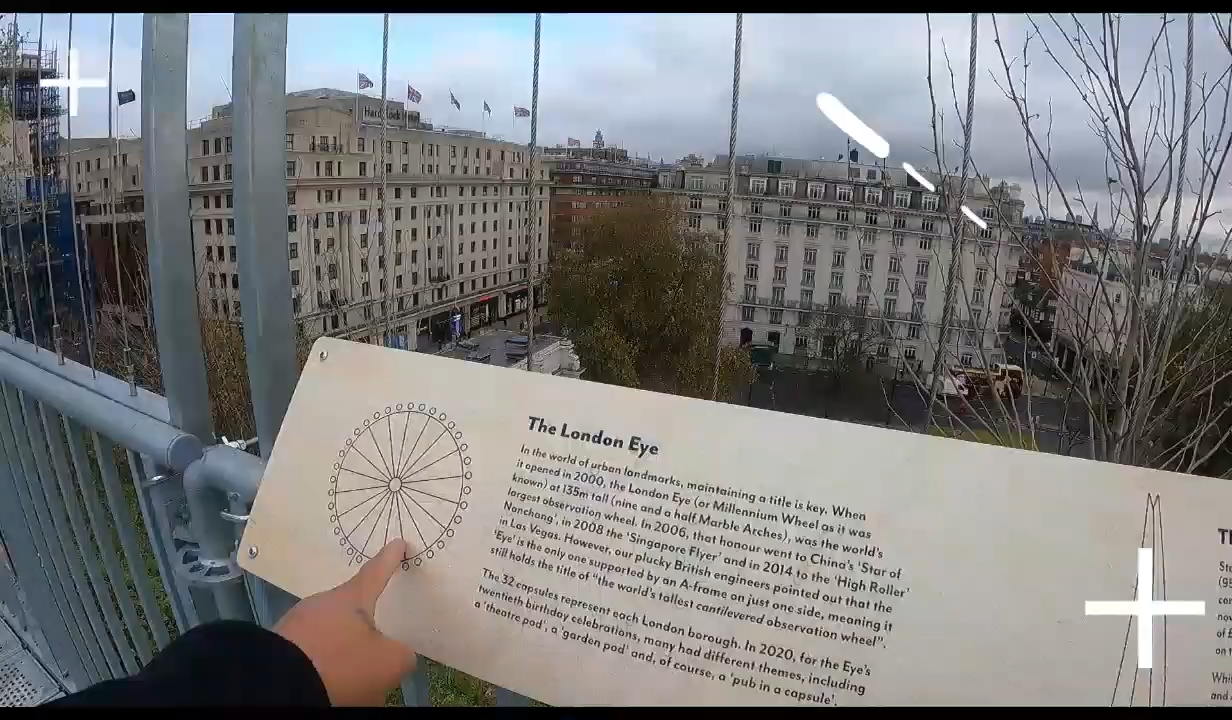 Hard Rock Hotel
The London Eye
In the world of urban landmarks, maintaining a title is key. When
it opened in 2000, the London Eye (or Millennium Wheel as it was
known) at 135m tall (nine and a half Marble Arches), was the world's
largest observation wheel. In 2006, that honour went to China's 'Star of
Nanchang', in 2008 the 'Singapore Flyer' and in 2014 to the 'High Roller'
in Las Vegas. However, our plucky British engineers pointed out that the
'Eye' is the only one supported by an A-frame on just one side, meaning it
still holds the title of "the world's tallest cantilevered observation wheel".
The 32 capsules represent each London borough. In 2020, for the Eye's
twentieth birthday celebrations, many had different themes, including
a 'theatre pod', a 'garden pod' and, of course, a 'pub in a capsule'.